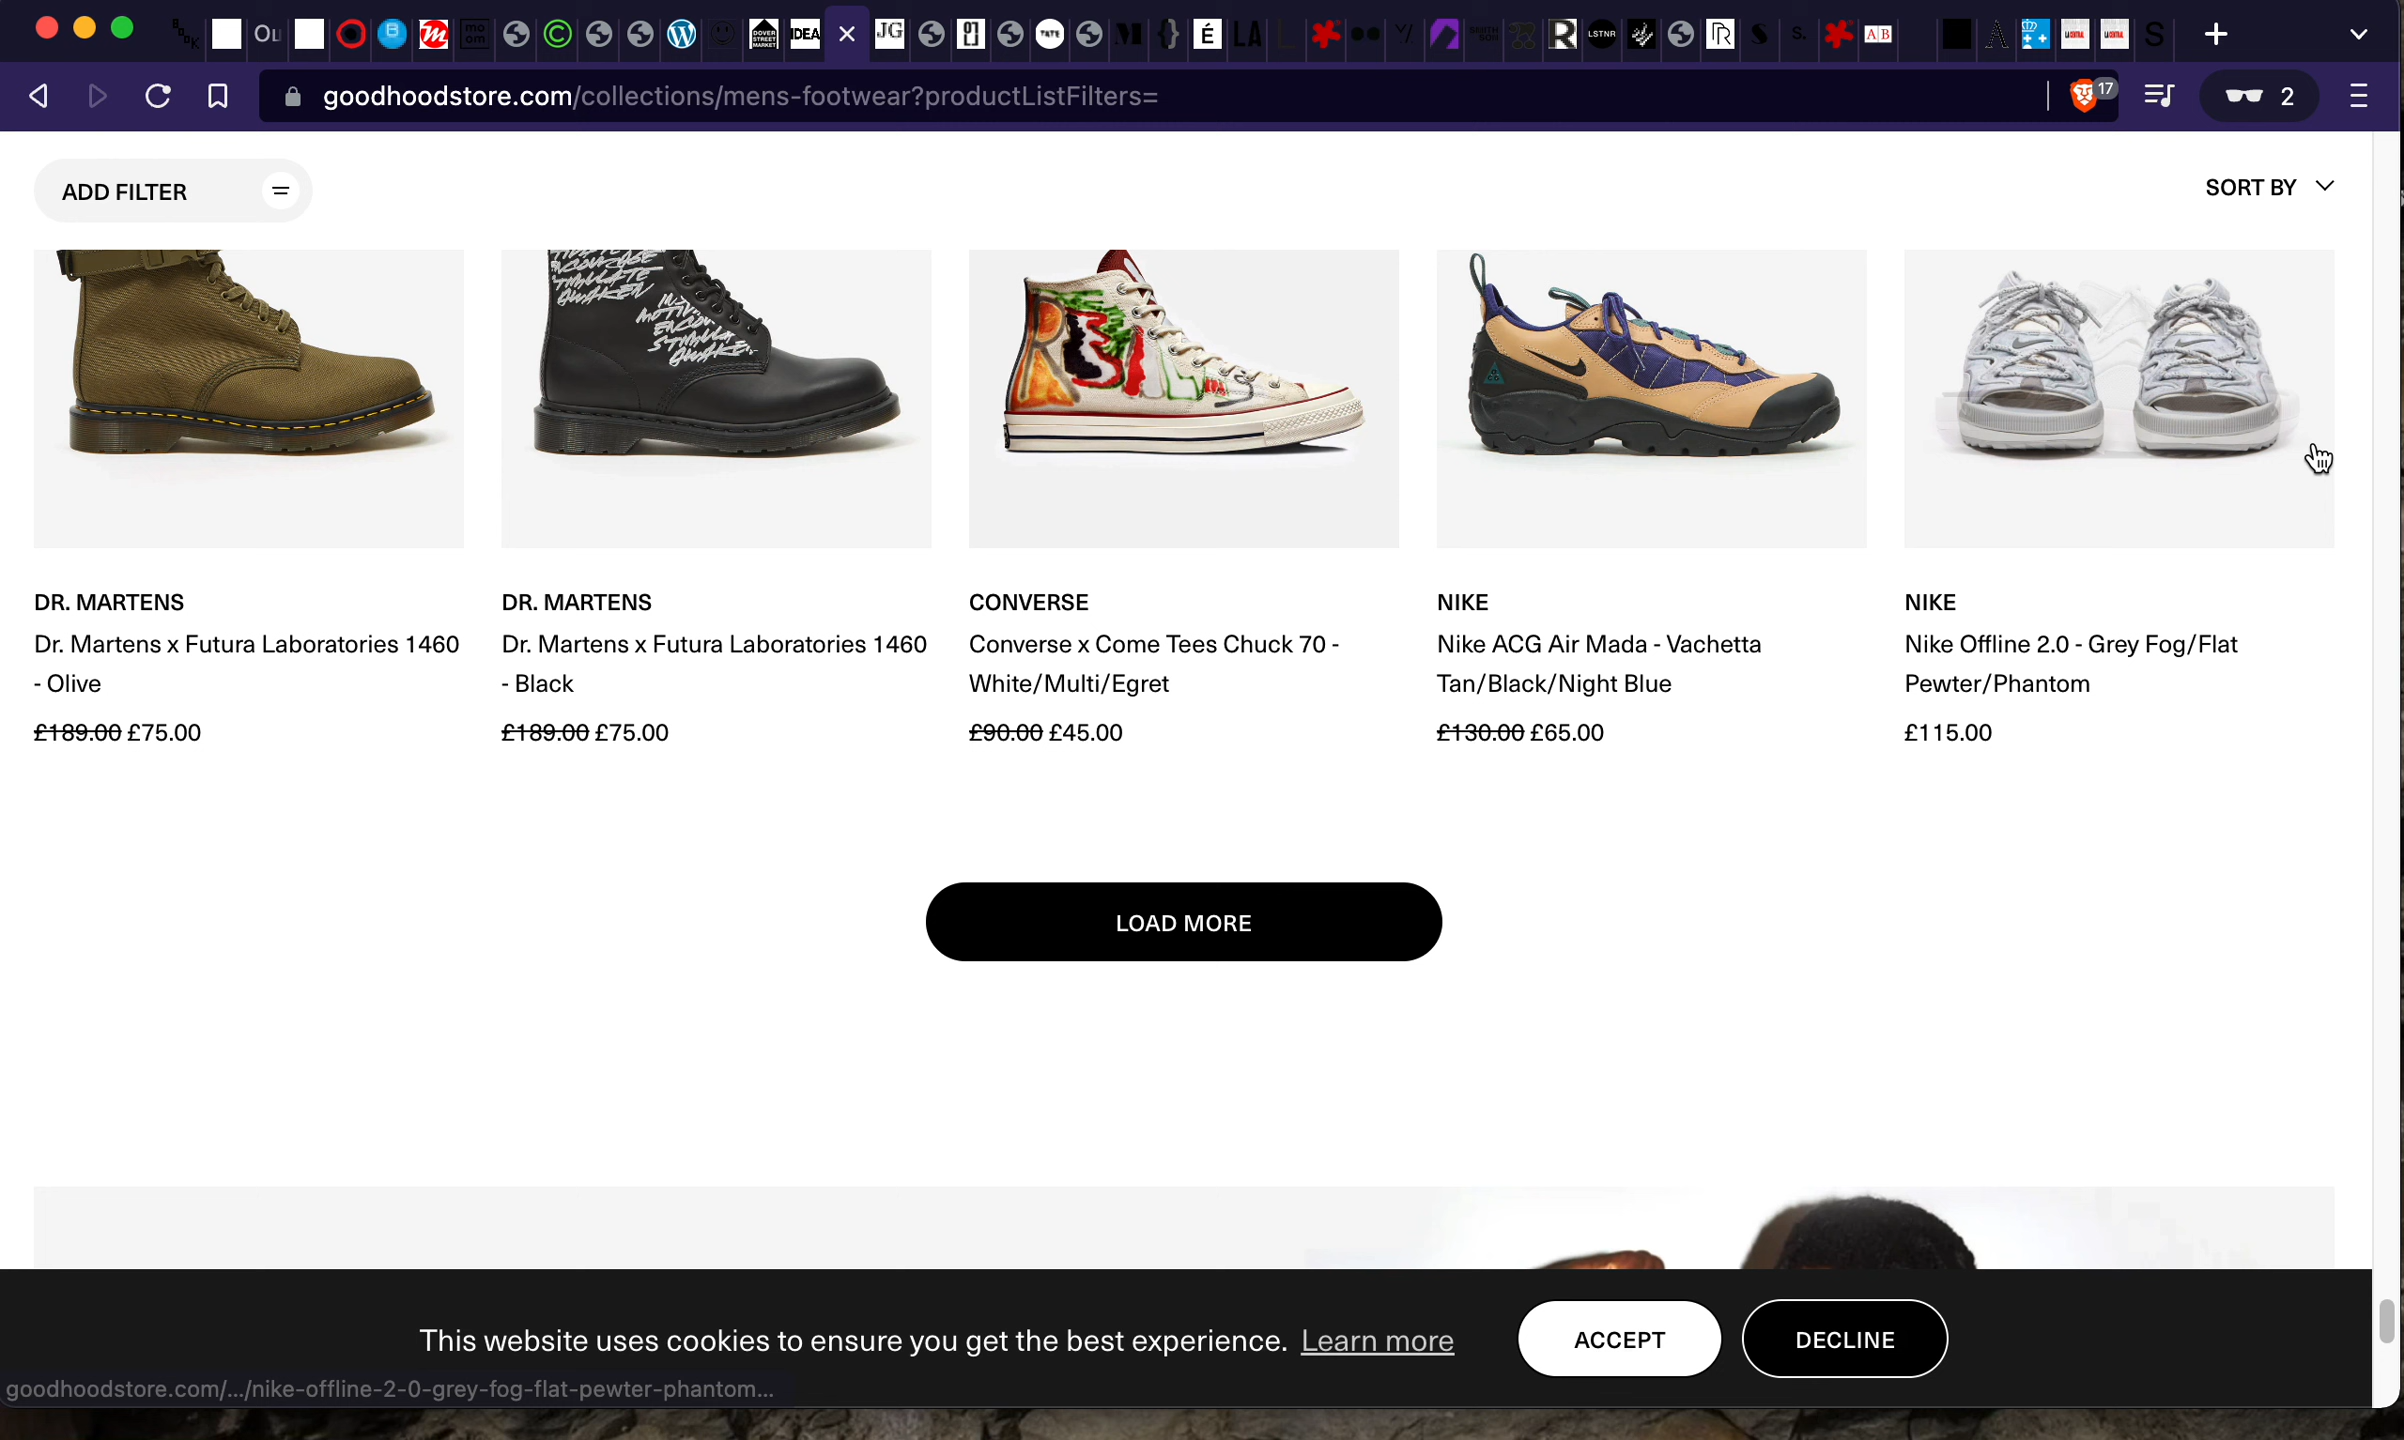 goodhoodstore.com/collections/mens-footwear?productListFilters=
17
2
ADD FILTER
SORT BY
DR. MARTENS
Dr. Martens x Futura Laboratories 1460
- Olive
£189.00 £75.00
DR. MARTENS
Dr. Martens x Futura Laboratories 1460
- Black
£189.00 £75.00
CONVERSE
Converse x Come Tees Chuck 70 -
White/Multi/Egret
£90.00 £45.00
NIKE
Nike ACG Air Mada - Vachetta
Tan/Black/Night Blue
£130.00 £65.00
NIKE
Nike Offline 2.0 - Grey Fog/Flat
Pewter/Phantom
£115.00
LOAD MORE
This website uses cookies to ensure you get the best experience. Learn more
ACCEPT
DECLINE
goodhoodstore.com/.../nike-offline-2-0-grey-fog-flat-pewter-phantom...